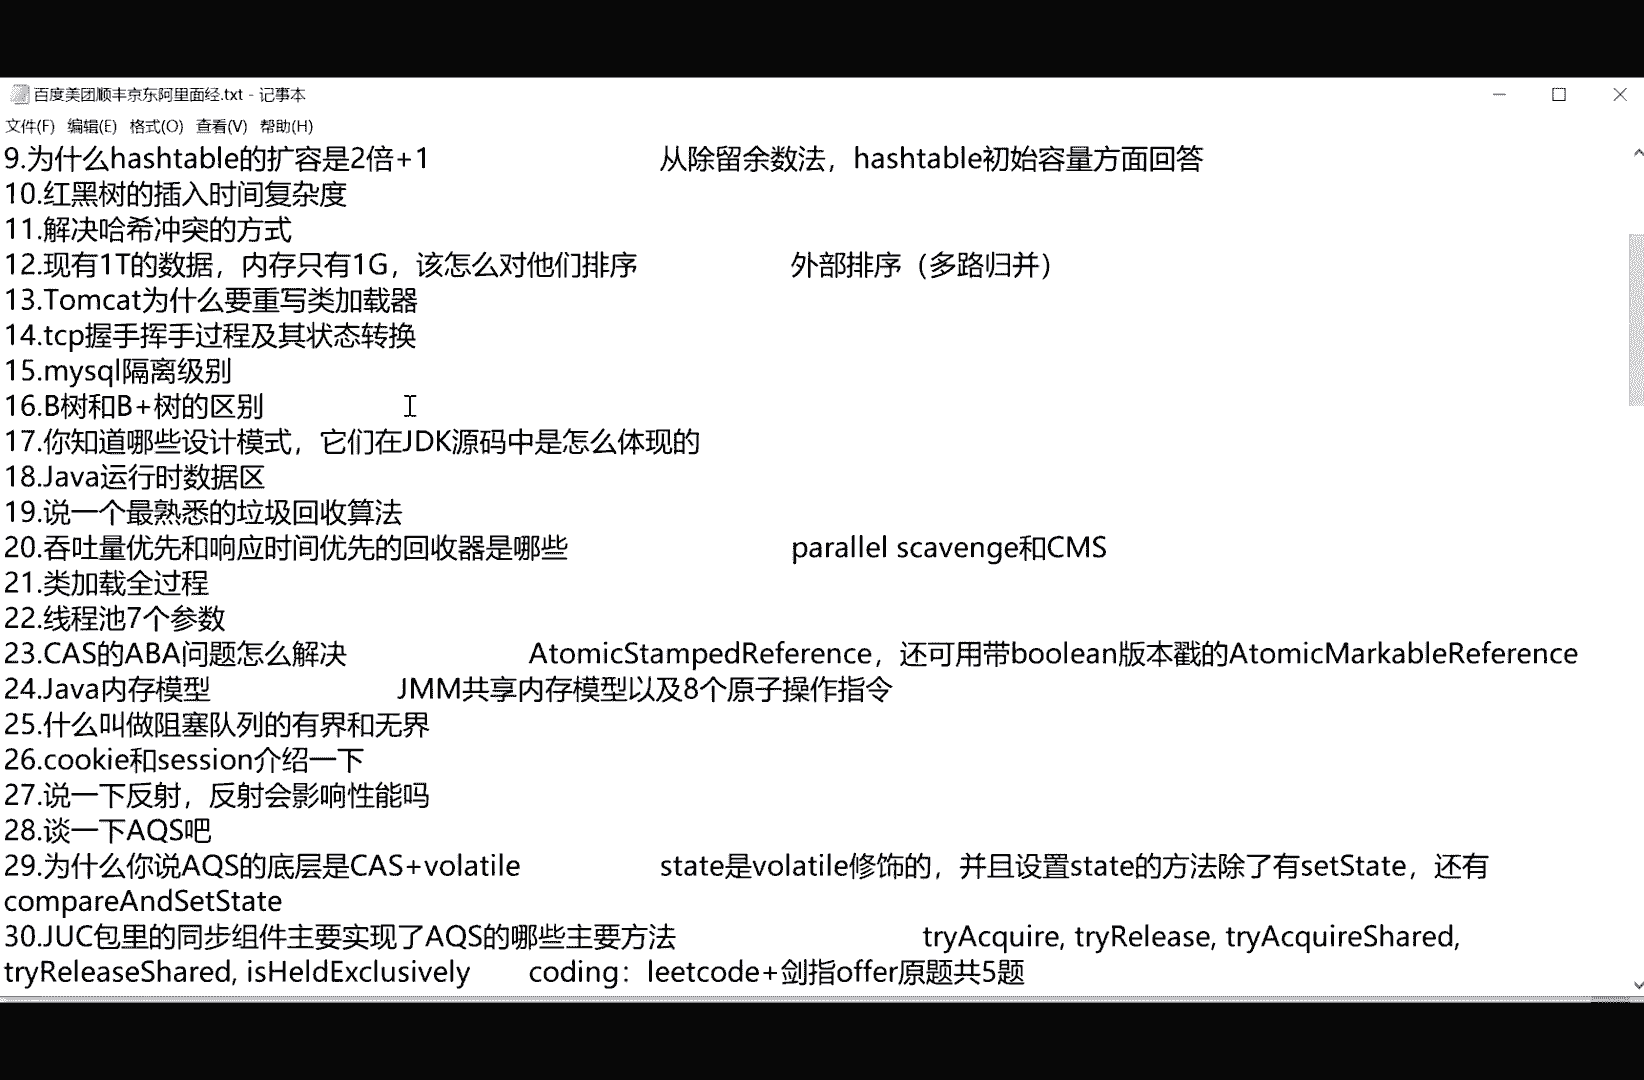 百度美团顺丰京东阿里面经.txt - 记事本
文件(F) 编辑(E) 格式(O) 查看(V) 帮助(H)
9.为什么hashtable的扩容是2倍+1 从除留余数法，hashtable初始容量方面回答
10.红黑树的插入时间复杂度
11.解决哈希冲突的方式
12.现有1T的数据，内存只有1G，该怎么对他们排序 外部排序（多路归并）
13.Tomcat为什么要重写类加载器
14.tcp握手挥手过程及其状态转换
15.mysql隔离级别
16.B树和B+树的区别
17.你知道哪些设计模式，它们在JDK源码中是怎么体现的
18.Java运行时数据区
19.说一个最熟悉的垃圾回收算法
20.吞吐量优先和响应时间优先的回收器是哪些 parallel scavenge和CMS
21.类加载全过程
22.线程池7个参数
23.CAS的ABA问题怎么解决 AtomicStampedReference，还可用带boolean版本戳的AtomicMarkableReference
24.Java内存模型 JMM共享内存模型以及8个原子操作指令
25.什么叫做阻塞队列的有界和无界
26.cookie和session介绍一下
27.说一下反射，反射会影响性能吗
28.谈一下AQS吧
29.为什么你说AQS的底层是CAS+volatile state是volatile修饰的，并且设置state的方法除了有setState，还有
compareAndSetState
30.JUC包里的同步组件主要实现了AQS的哪些主要方法 tryAcquire, tryRelease, tryAcquireShared,
tryReleaseShared, isHeldExclusively coding：leetcode+剑指offer原题共5题